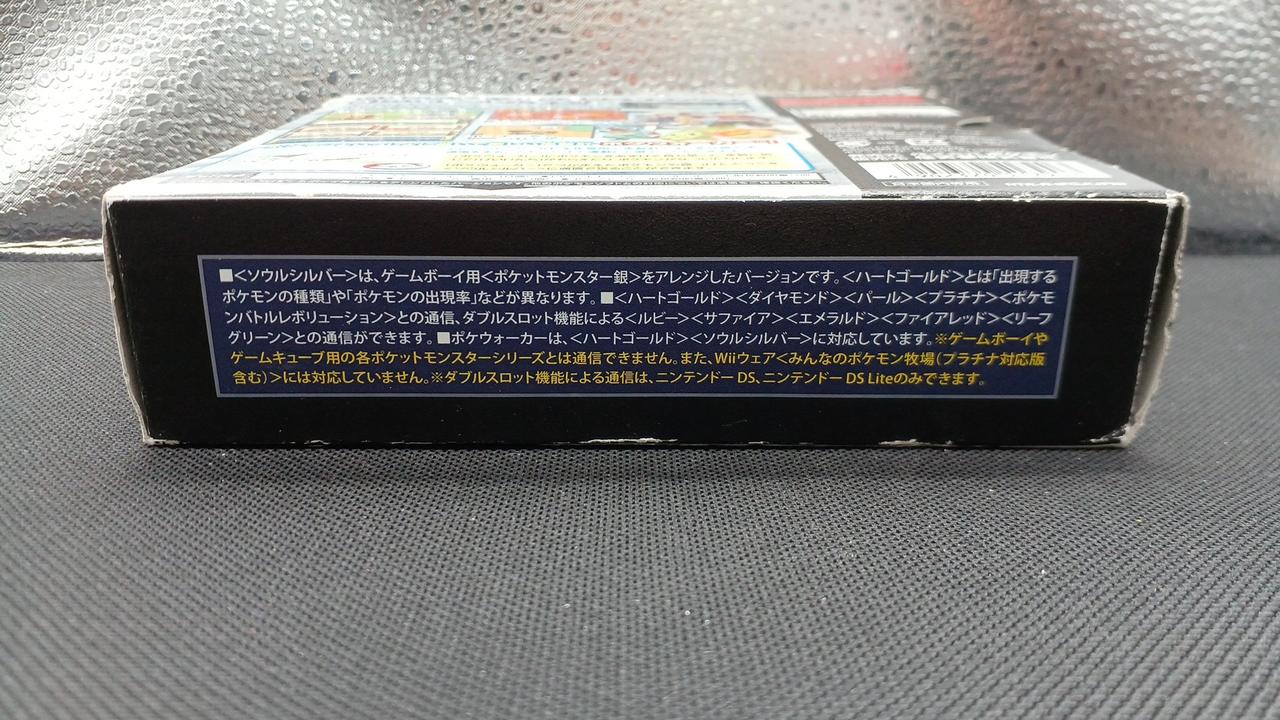 ■<ソウルシルバー>は、ゲームボーイ用<ポケットモンスター銀>をアレンジしたバージョンです。<ハートゴールド>とは「出現する
ポケモンの種類」や「ポケモンの出現率」などが異なります。■<ハートゴールド><ダイヤモンド><パール><プラチナ><ポケモ
ンバトルレボリューション>との通信、ダブルスロット機能による<ルビー><サファイア><エメラルド><ファイアレッド><リーフ
グリーン>との通信ができます。■ポケウォーカーは、<ハートゴールド><ソウルシルバー>に対応しています。※ゲームボーイや
ゲームキューブ用の各ポケットモンスターシリーズとは通信できません。また、Wiiウェア<みんなのポケモン牧場(プラチナ対応版
含む)>には対応していません。※ダブルスロット機能による通信は、ニンテンドーDS、ニンテンドーDS Liteのみできます。